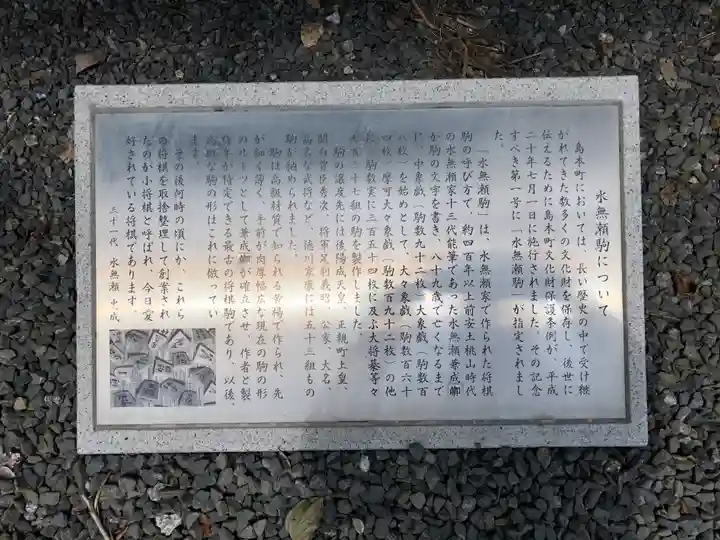 水無瀬駒について
島本町においては、長い歴史の中で受け継
がれてきた数多くの文化財を保存し、後世に
伝えるために島本町文化財保護条例が、平成
二十年七月一日に施行されました。その記念
すべき第一号に「水無瀬駒」が指定されまし
た。
「水無瀬駒」は、水無瀬家で作られた将棋
駒の呼び方で、約四百年以上前安土桃山時代
の水無瀬家十三代能筆であった水無瀬兼成卿
が駒の文字を書き、八十九歳で亡くなるまで
に、中象戯（駒数九十二枚）大象戯（駒数百
八枚）を始めとして、大々象戯（駒数百六十
四枚）摩訶大々象戯（駒数百九十二枚）の他
駒数実に三百五十四枚に及ぶ大将棊等々
七組の駒を製作しました。
駒の譲渡先には後陽成天皇、正親町上皇、
関白豊臣秀次、将軍足利義昭、公家、大名、
高名な武将など、徳川家康には五十三組もの
駒が納められました。
駒は高級材質で知られる黄楊で作られ、先
が細く薄く、手前が肉厚幅広な現在の駒の形
のルーツとして兼成卿が確立させ、作者と製
作年が特定できる最古の将棋駒であり、以後、
駒の形はこれに倣ってい
ます。
その後何時の頃にか、これら
の将棋を取捨整理して創案され
たのが小将棋と呼ばれ、今日愛
好されている将棋であります。
三十一代 水無瀬 中成